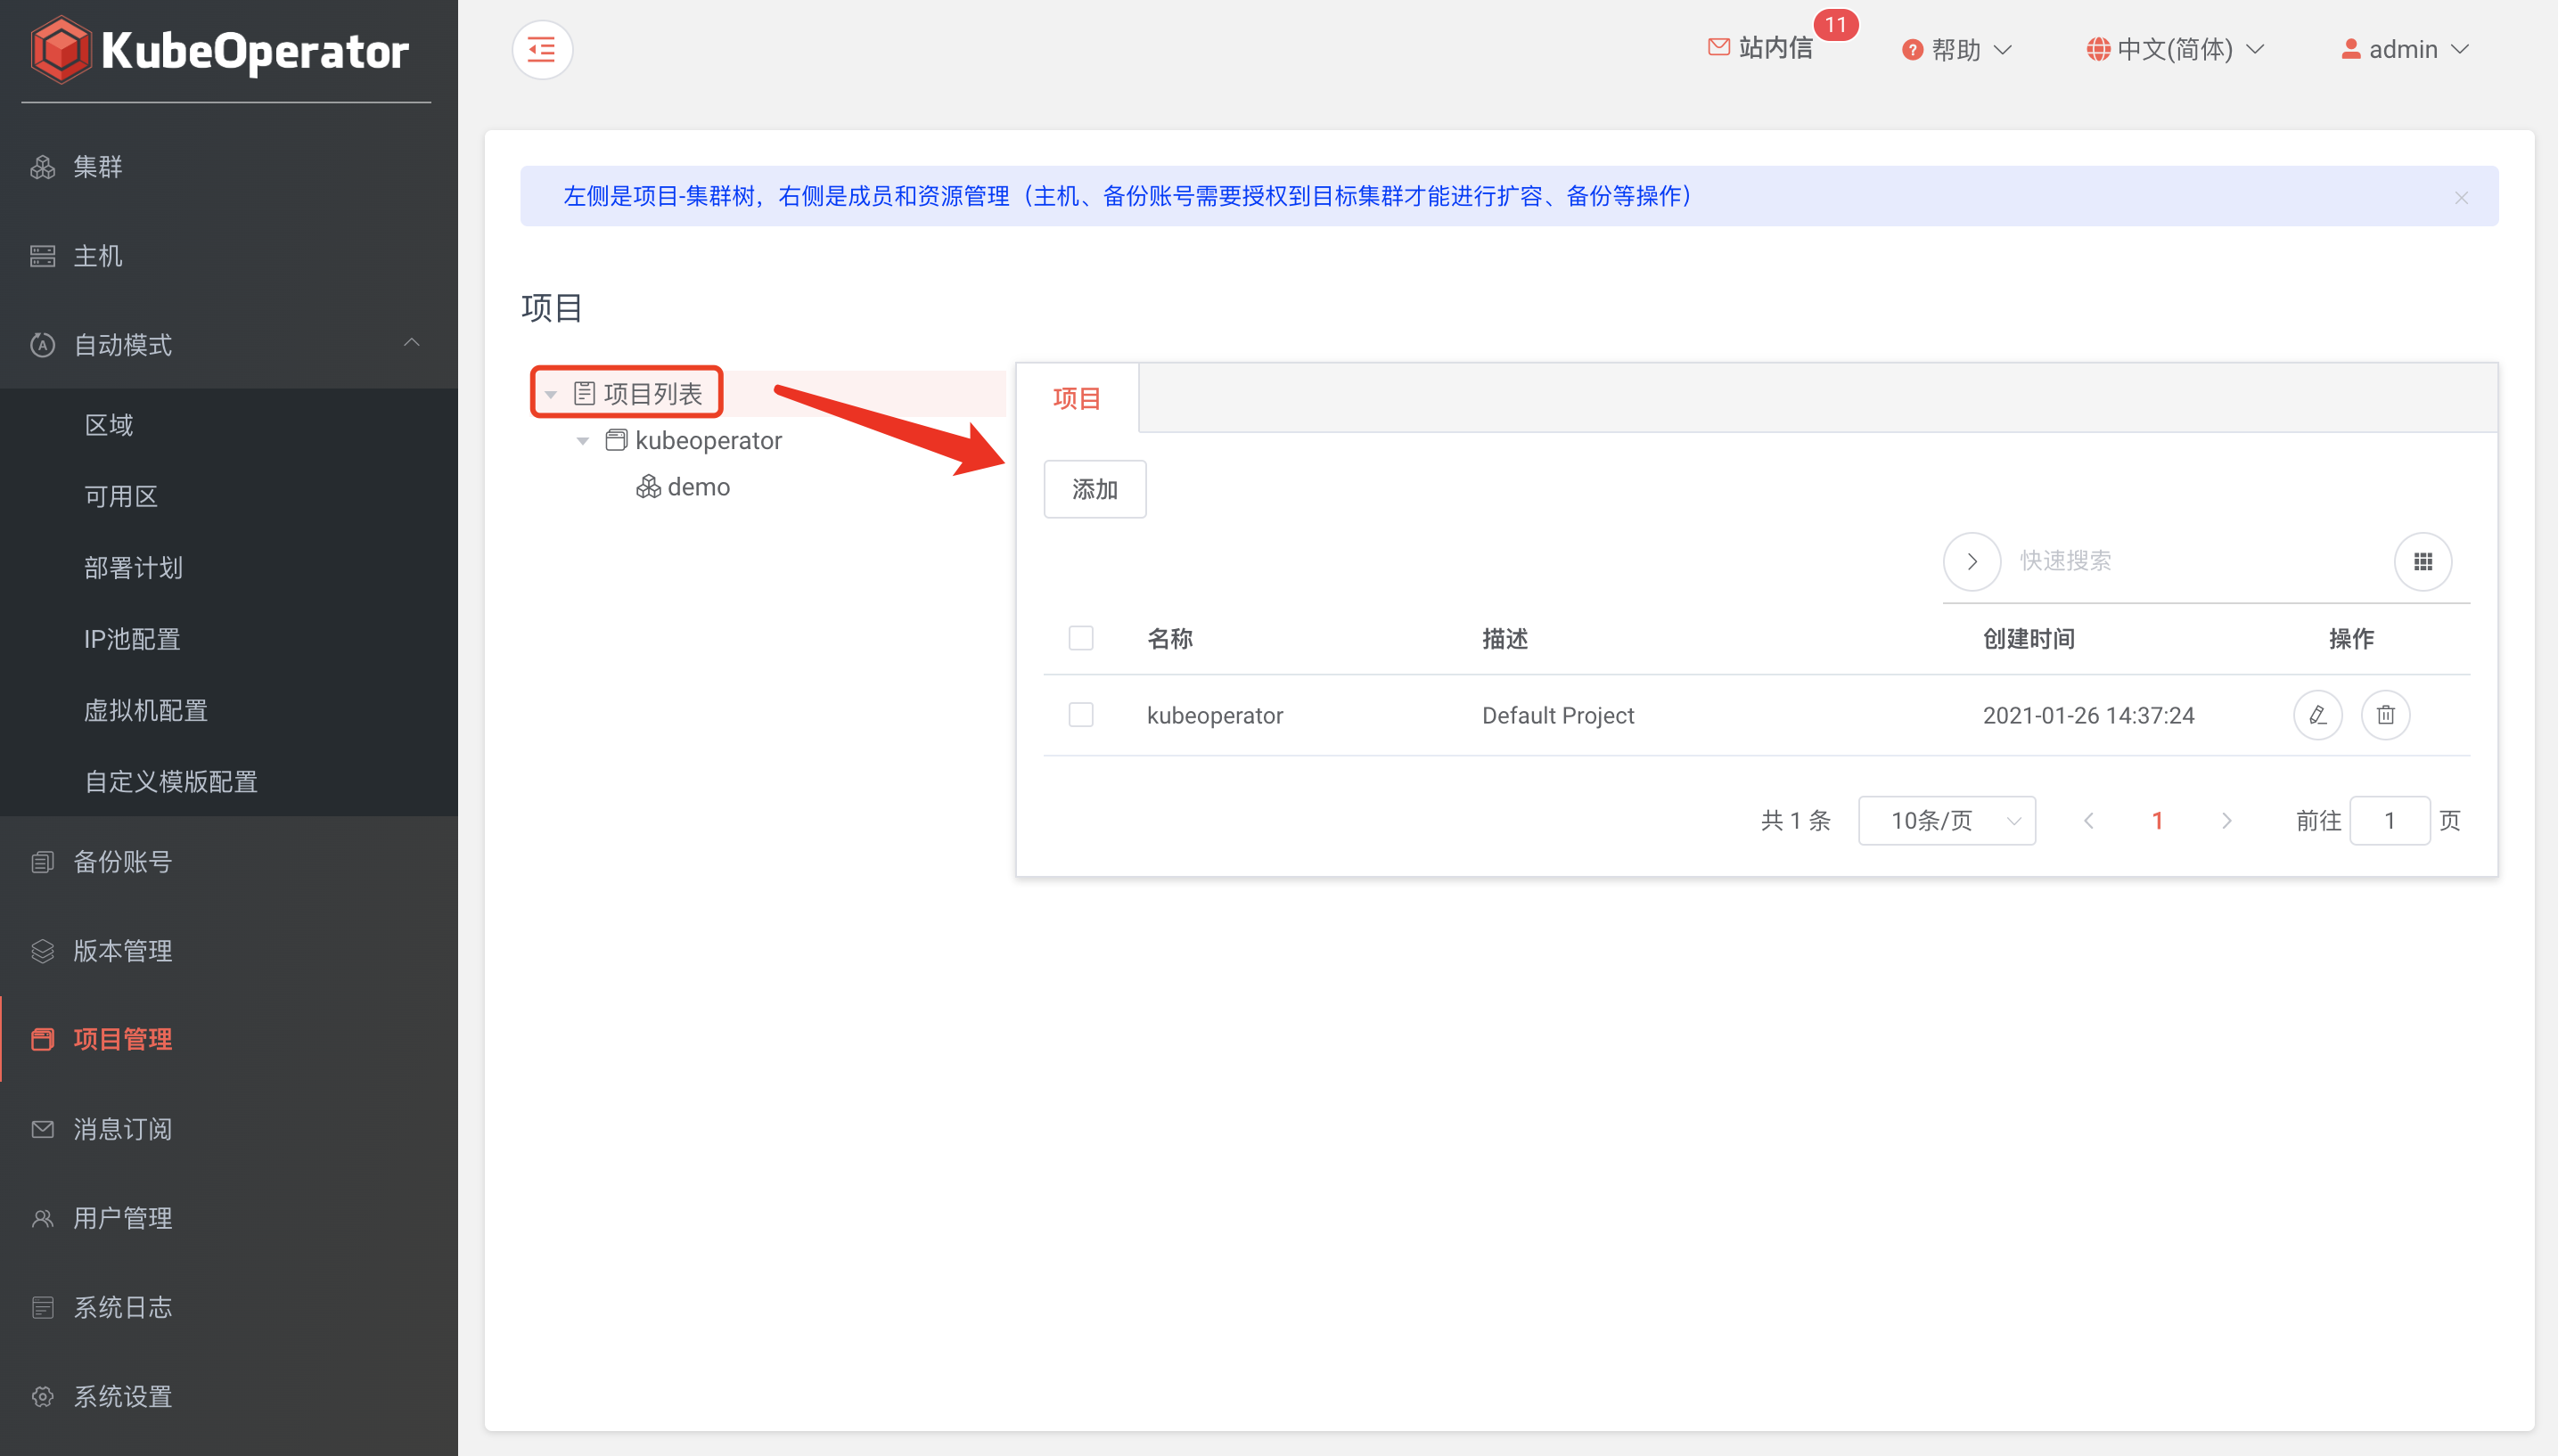 KubeOperator
站内信
11
帮助
中文(简体)
admin
集群
主机
自动模式
区域
可用区
部署计划
IP池配置
虚拟机配置
自定义模版配置
备份账号
版本管理
项目管理
消息订阅
用户管理
系统日志
系统设置
左侧是项目-集群树，右侧是成员和资源管理（主机、备份账号需要授权到目标集群才能进行扩容、备份等操作）
项目
项目列表
kubeoperator
demo
项目
添加
快速搜索
名称 描述 创建时间 操作
kubeoperator Default Project 2021-01-26 14:37:24
共 1 条 10条/页 1 前往 1 页